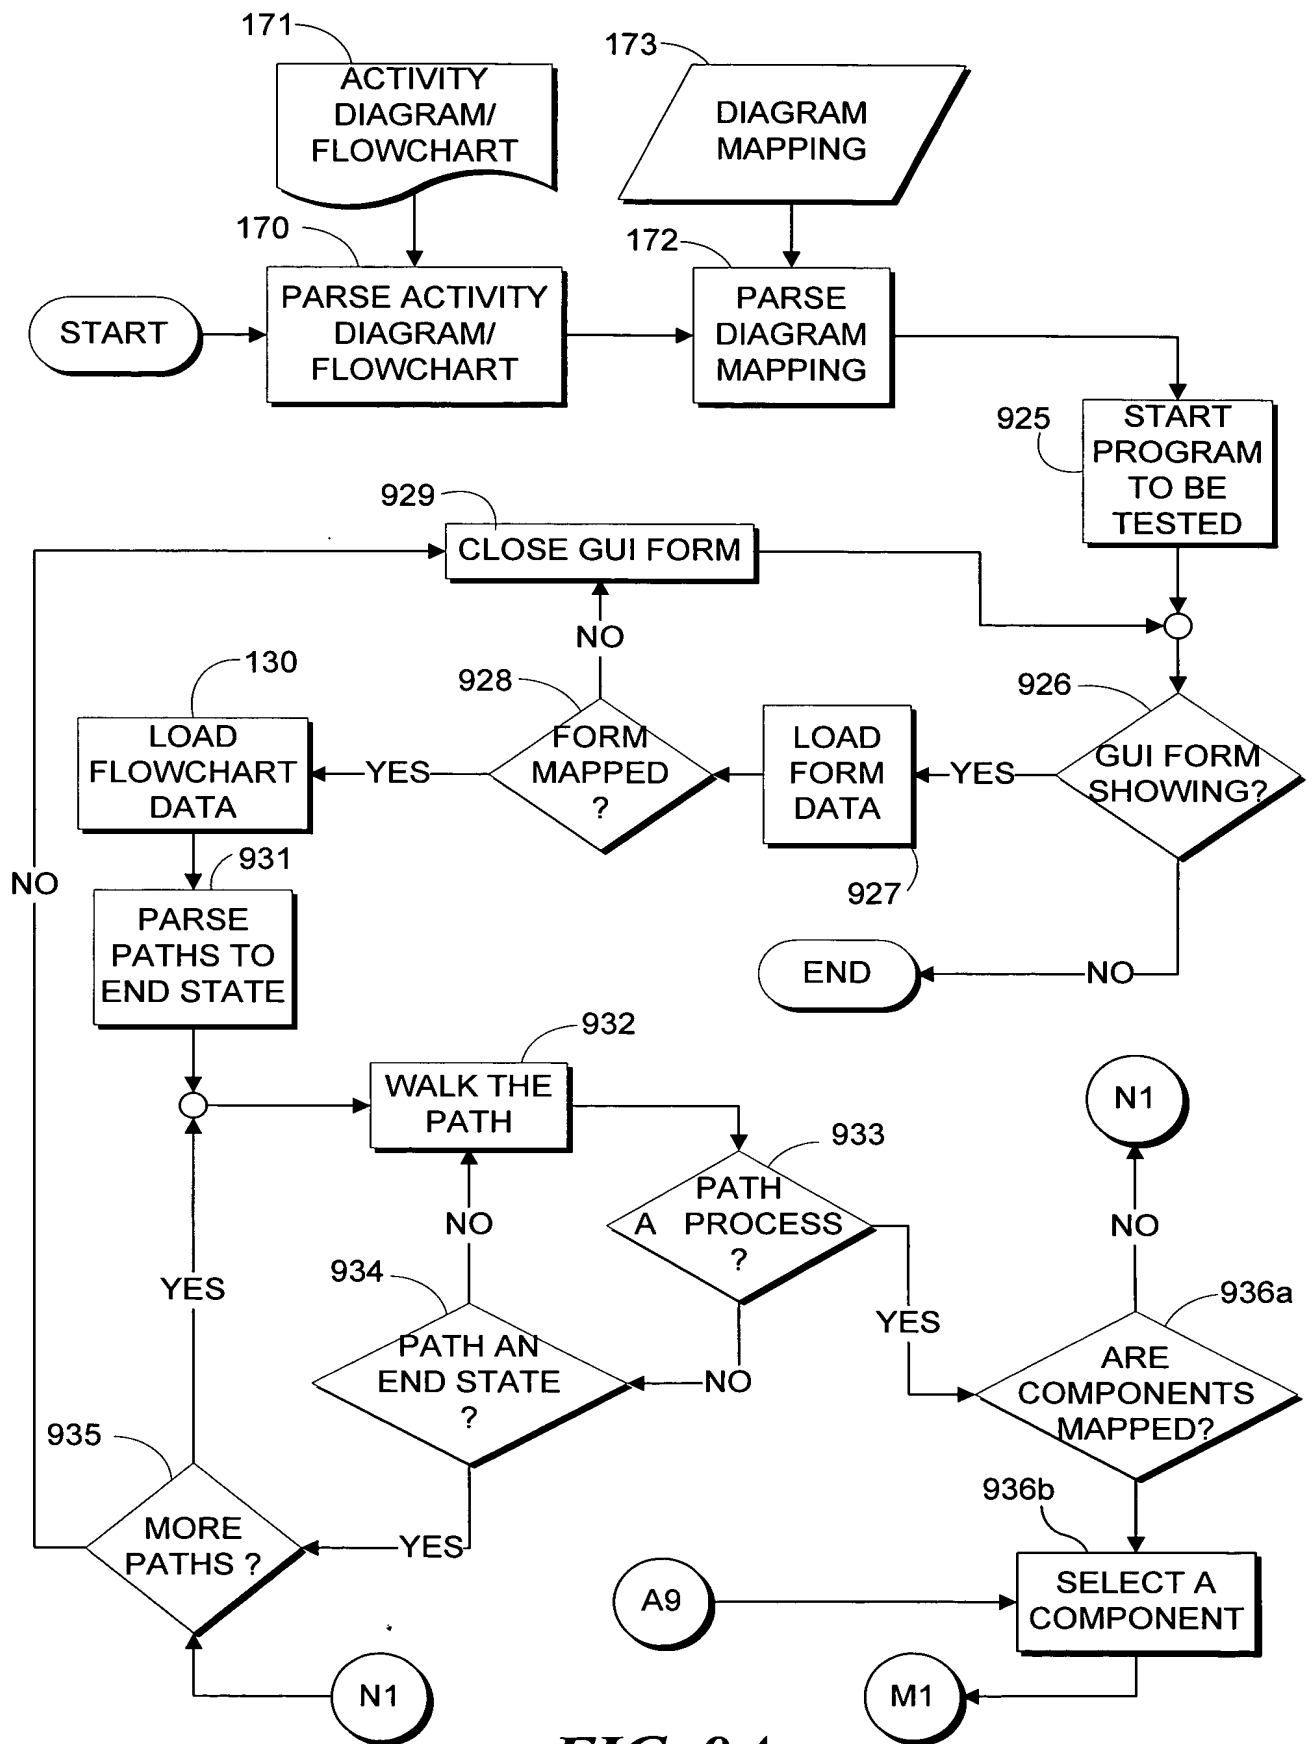 171
ACTIVITY
DIAGRAM/
FLOWCHART
173
DIAGRAM
MAPPING
170
PARSE ACTIVITY
DIAGRAM/
FLOWCHART
172
PARSE
DIAGRAM
MAPPING
START
925
START
PROGRAM
TO BE
TESTED
929
CLOSE GUI FORM
NO
130
LOAD
FLOWCHART
DATA
YES
928
FORM
MAPPED
?
LOAD
FORM
DATA
927
YES
926
GUI FORM
SHOWING?
NO
931
PARSE
PATHS TO
END STATE
END
NO
932
WALK THE
PATH
933
PATH
A PROCESS
?
N1
NO
YES
NO
934
PATH AN
END STATE
?
NO
YES
936a
ARE
COMPONENTS
MAPPED?
935
MORE
PATHS ?
YES
936b
SELECT A
COMPONENT
A9
N1
M1